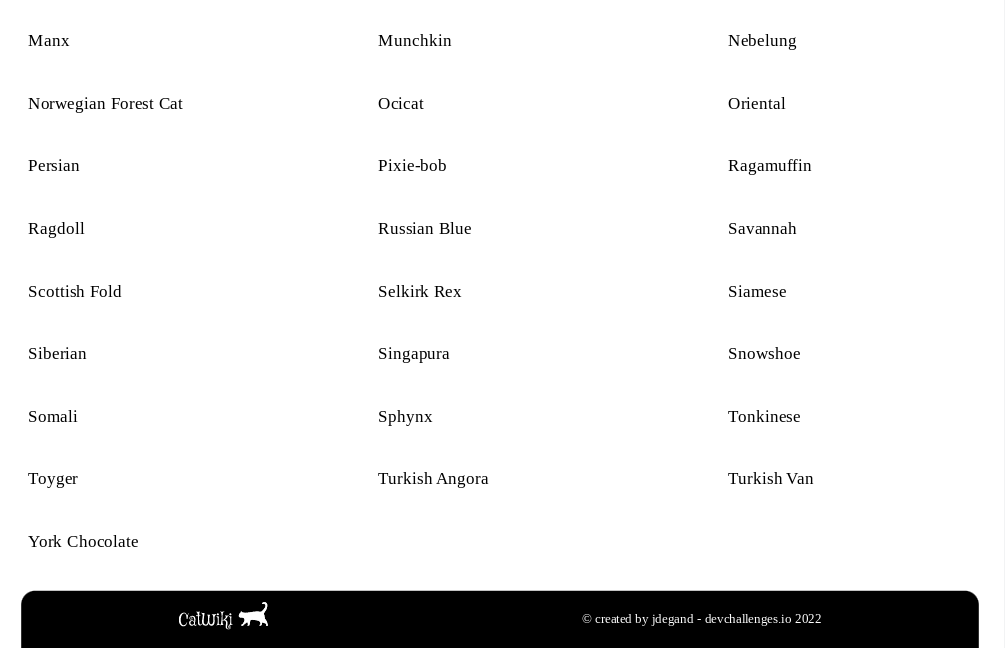 Manx Munchkin Nebelung
Norwegian Forest Cat Ocicat Oriental
Persian Pixie-bob Ragamuffin
Ragdoll Russian Blue Savannah
Scottish Fold Selkirk Rex Siamese
Siberian Singapura Snowshoe
Somali Sphynx Tonkinese
Toyger Turkish Angora Turkish Van
York Chocolate
CatWiki © created by jdegand - devchallenges.io 2022